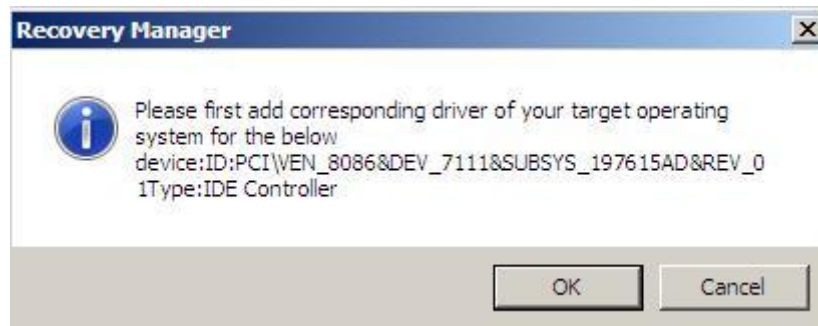 Recovery Manager
Please first add corresponding driver of your target operating
system for the below
device:ID:PCI\VEN_8086&DEV_7111&SUBSYS_197615AD&REV_0
1Type:IDE Controller
OK
Cancel